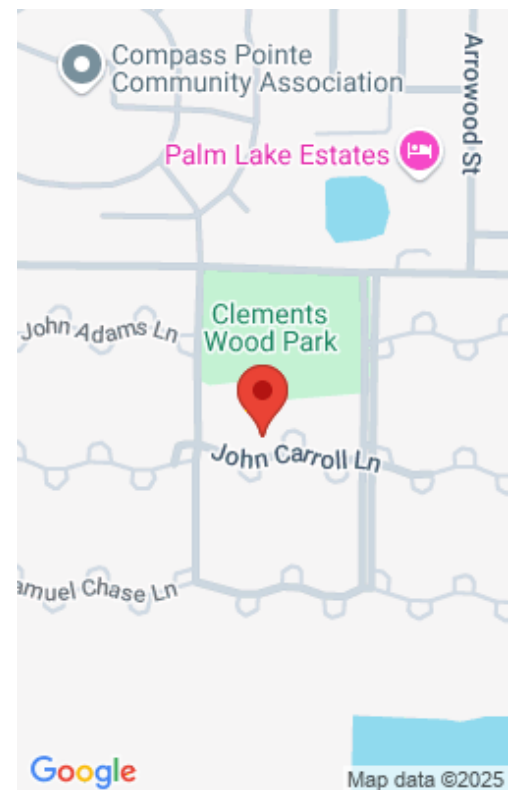 Compass Pointe
Community Association
Arrowood St
Palm Lake Estates
Clements
Wood Park
John Adams Ln
John Carroll Ln
amuel Chase Ln
Google
Map data ©2025